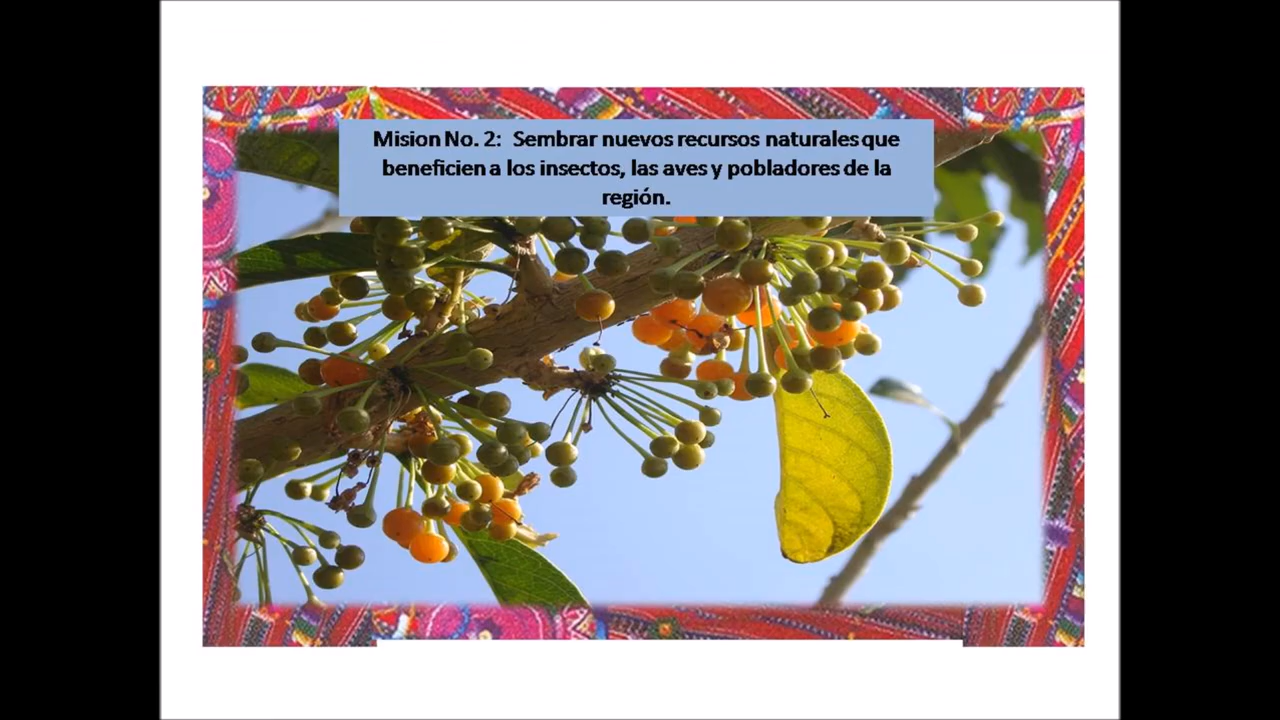 Mision No. 2: Sembrar nuevos recursos naturales que
beneficien a los insectos, las aves y pobladores de la
región.